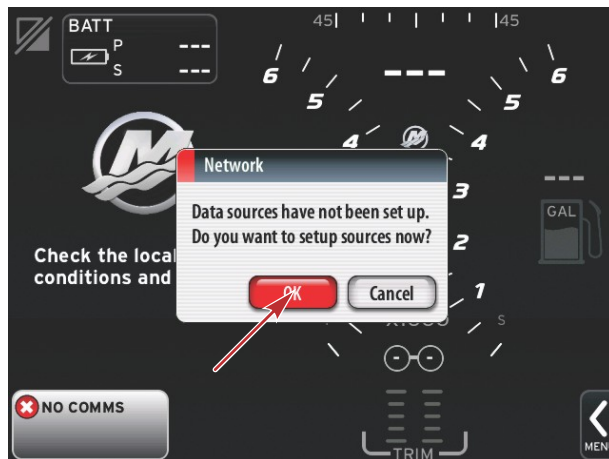 BATT
P ---
S ---
45 45
---
6 6
5 5
4 4
3
2
1
---
GAL
S
Network
Data sources have not been set up.
Do you want to setup sources now?
OK Cancel
Check the local
conditions and
NO COMMS
TRIM
MEN